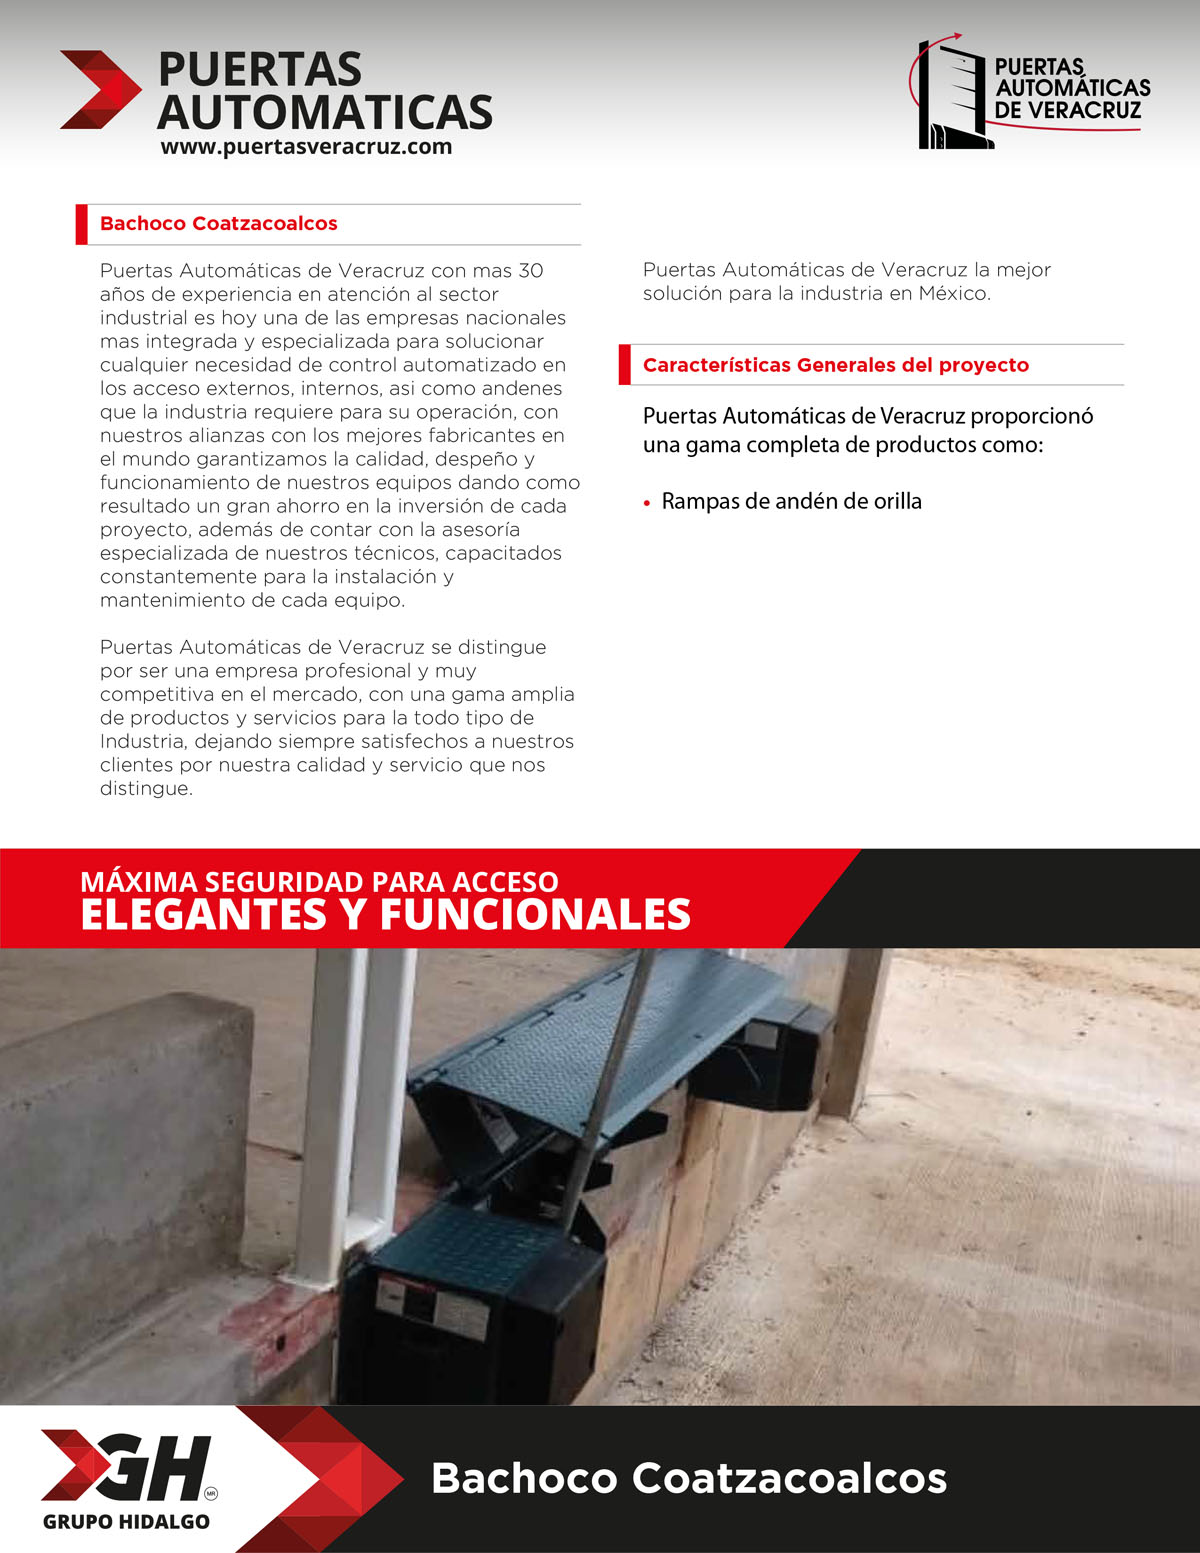 PUERTAS
AUTOMATICAS
www.puertasveracruz.com
PUERTAS
AUTOMÁTICAS
DE VERACRUZ
Bachoco Coatzacoalcos
Puertas Automáticas de Veracruz con mas 30
años de experiencia en atención al sector
industrial es hoy una de las empresas nacionales
mas integrada y especializada para solucionar
cualquier necesidad de control automatizado en
los acceso externos, internos, asi como andenes
que la industria requiere para su operación, con
nuestros alianzas con los mejores fabricantes en
el mundo garantizamos la calidad, despeño y
funcionamiento de nuestros equipos dando como
resultado un gran ahorro en la inversión de cada
proyecto, además de contar con la asesoría
especializada de nuestros técnicos, capacitados
constantemente para la instalación y
mantenimiento de cada equipo.
Puertas Automáticas de Veracruz se distingue
por ser una empresa profesional y muy
competitiva en el mercado, con una gama amplia
de productos y servicios para la todo tipo de
Industria, dejando siempre satisfechos a nuestros
clientes por nuestra calidad y servicio que nos
distingue.
Puertas Automáticas de Veracruz la mejor
solución para la industria en México.
Características Generales del proyecto
Puertas Automáticas de Veracruz proporcionó
una gama completa de productos como:
• Rampas de andén de orilla
MÁXIMA SEGURIDAD PARA ACCESO
ELEGANTES Y FUNCIONALES
GH
MR
GRUPO HIDALGO
Bachoco Coatzacoalcos